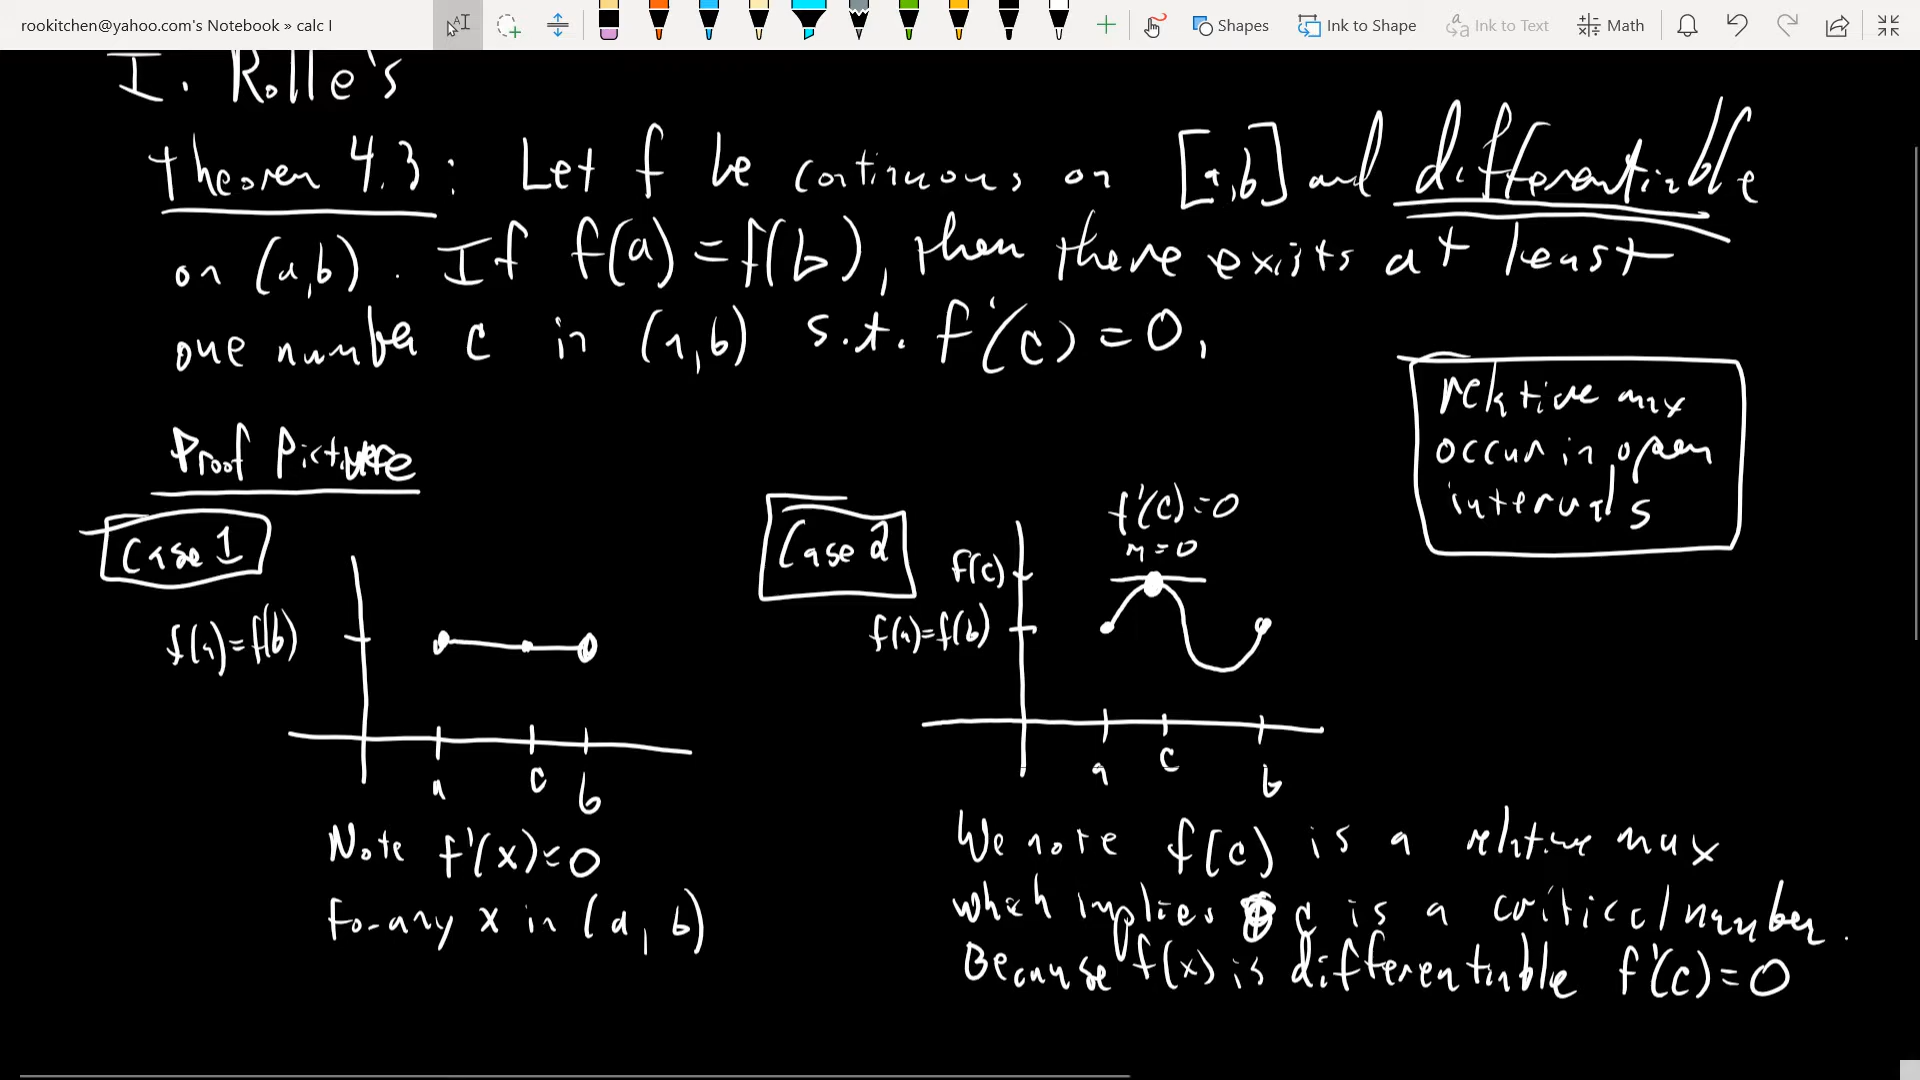 rookitchen@yahoo.com's Notebook » calc I
Shapes
Ink to Shape
Ink to Text
Math
I. Rolle's
Theorem 4.3: Let f be continuous on [a,b] and differentiable
on (a,b). If f(a)=f(b), then there exists at least
one number c in (a,b) s.t. f'(c)=0,
relative max
occur in open
intervals
Proof Picture
Case 1
f(a)=f(b)
a c b
Note f'(x)=0
For any x in (a, b)
Case 2
f'(c)=0
m=0
f(c)
f(a)=f(b)
a c b
We note f(c) is a relative max
which implies c is a critical number.
Because f(x) is differentiable f'(c)=0